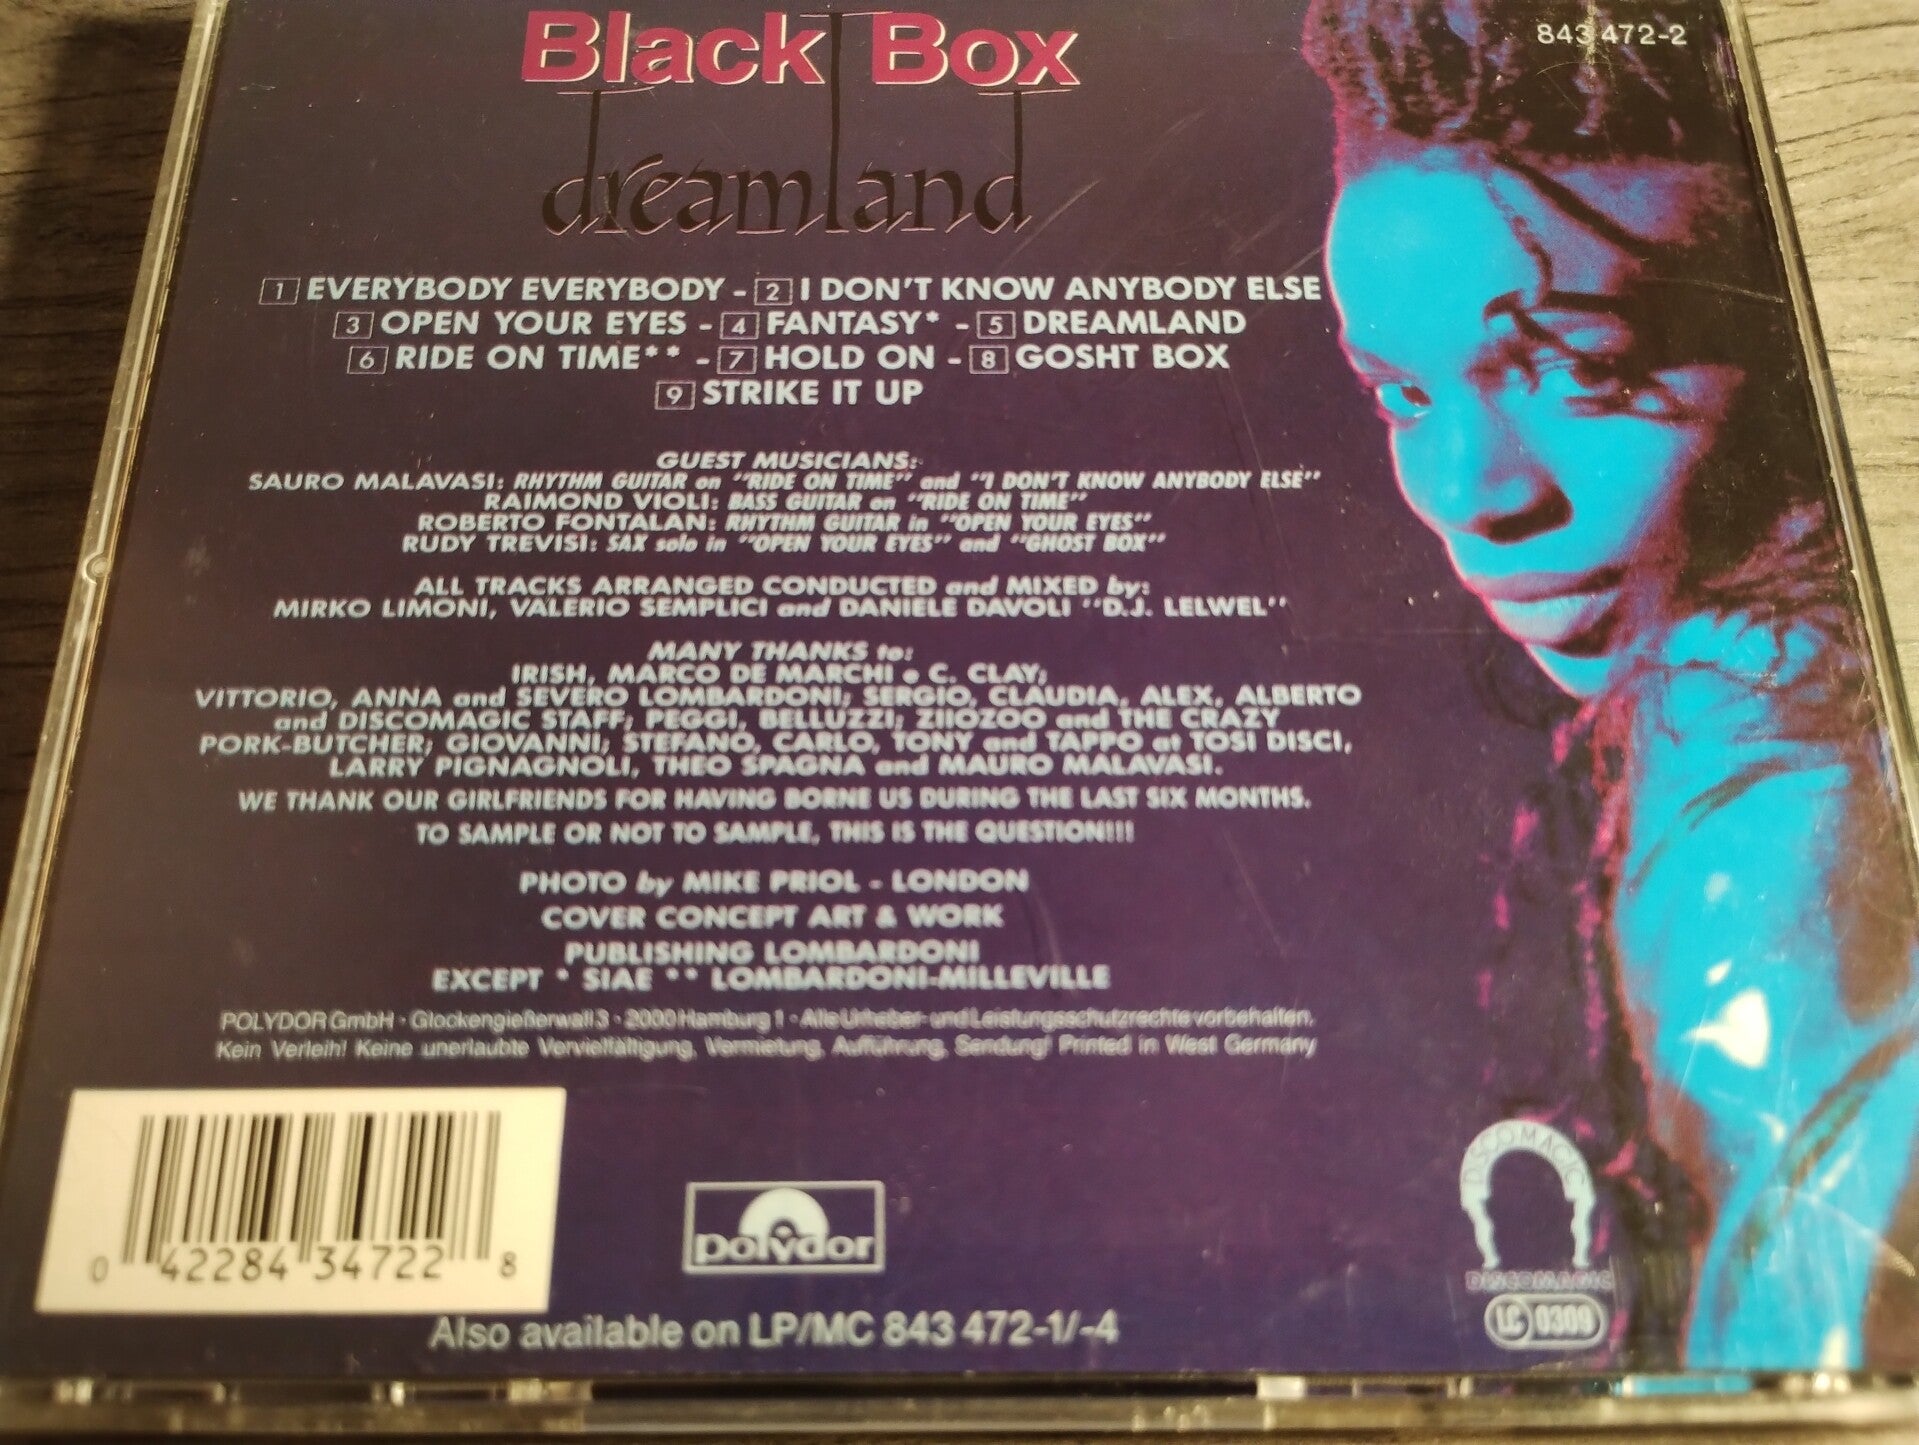 Black Box
843 472-2
dreamland
1 EVERYBODY EVERYBODY - 2 I DON'T KNOW ANYBODY ELSE
3 OPEN YOUR EYES - 4 FANTASY* - 5 DREAMLAND
6 RIDE ON TIME** - 7 HOLD ON - 8 GOSHT BOX
9 STRIKE IT UP
GUEST MUSICIANS:
SAURO MALAVASI: RHYTHM GUITAR on "RIDE ON TIME" and "I DON'T KNOW ANYBODY ELSE"
RAIMOND VIOLI: BASS GUITAR on "RIDE ON TIME"
ROBERTO FONTALAN: RHYTHM GUITAR in "OPEN YOUR EYES"
RUDY TREVISI: SAX solo in "OPEN YOUR EYES" and "GHOST BOX"
ALL TRACKS ARRANGED CONDUCTED and MIXED by:
MIRKO LIMONI, VALERIO SEMPLICI and DANIELE DAVOLI "D.J. LELWEL"
MANY THANKS to:
IRISH, MARCO DE MARCHI e C. CLAY;
VITTORIO, ANNA and SEVERO LOMBARDONI; SERGIO, CLAUDIA, ALEX, ALBERTO
and DISCOMAGIC STAFF; PEGGI, BELLUZZI; ZIIOZOO and THE CRAZY
PORK-BUTCHER; GIOVANNI; STEFANO, CARLO, TONY and TAPPO at TOSI DISCI,
LARRY PIGNAGNOLI, THEO SPAGNA and MAURO MALAVASI.
WE THANK OUR GIRLFRIENDS FOR HAVING BORNE US DURING THE LAST SIX MONTHS.
TO SAMPLE OR NOT TO SAMPLE, THIS IS THE QUESTION!!!
PHOTO by MIKE PRIOL - LONDON
COVER CONCEPT ART & WORK
PUBLISHING LOMBARDONI
EXCEPT * SIAE ** LOMBARDONI-MILLEVILLE
POLYDOR GmbH · Glockengießerwall 3 · 2000 Hamburg 1 · Alle Urheber- und Leistungsschutzrechte vorbehalten.
Kein Verleih! Keine unerlaubte Vervielfältigung, Vermietung, Aufführung, Sendung! Printed in West Germany
0 42284 34722 8
polydor
DISCOMAGIC
DISCOMAGIC
LC 0309
Also available on LP/MC 843 472-1/-4